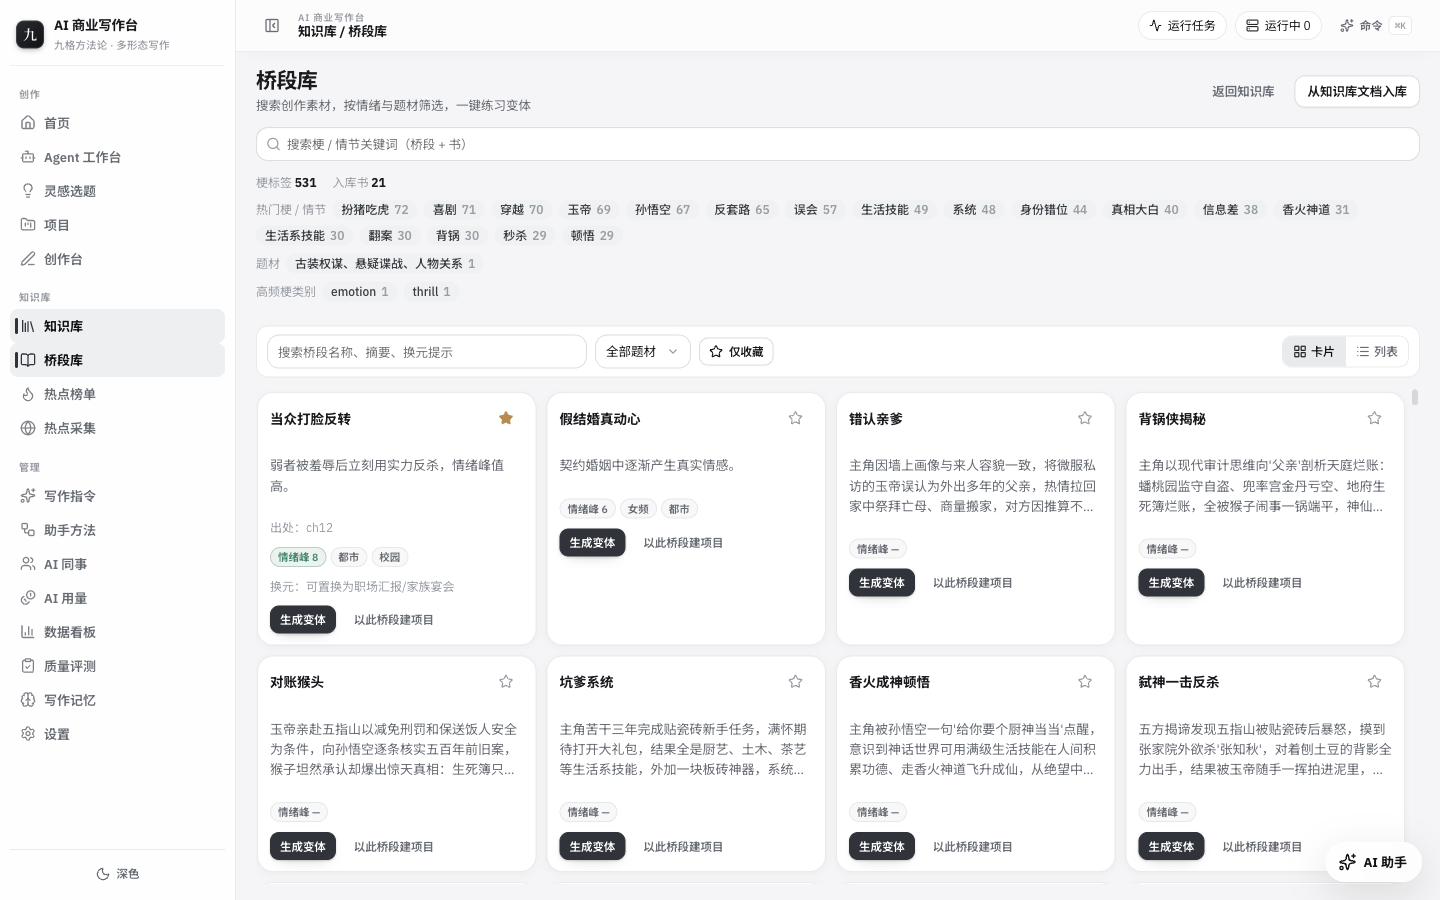 九
AI 商业写作台
九格方法论 · 多形态写作
创作
首页
Agent 工作台
灵感选题
项目
创作台
知识库
知识库
桥段库
热点榜单
热点采集
管理
写作指令
助手方法
AI 同事
AI 用量
数据看板
质量评测
写作记忆
设置
深色
AI 商业写作台
知识库 / 桥段库
运行任务
运行中 0
命令 ⌘K
桥段库
搜索创作素材，按情绪与题材筛选，一键练习变体
返回知识库
从知识库文档入库
搜索梗 / 情节关键词（桥段 + 书）
梗标签 531 入库书 21
热门梗 / 情节 扮猪吃虎 72 喜剧 71 穿越 70 玉帝 69 孙悟空 67 反套路 65 误会 57 生活技能 49 系统 48 身份错位 44 真相大白 40 信息差 38 香火神道 31
生活系技能 30 翻案 30 背锅 30 秒杀 29 顿悟 29
题材 古装权谋、悬疑谍战、人物关系 1
高频梗类别 emotion 1 thrill 1
搜索桥段名称、摘要、换元提示
全部题材
仅收藏
卡片
列表
当众打脸反转
弱者被羞辱后立刻用实力反杀，情绪峰值
高。
出处：ch12
情绪峰 8 都市 校园
换元：可置换为职场汇报/家族宴会
生成变体 以此桥段建项目
假结婚真动心
契约婚姻中逐渐产生真实情感。
情绪峰 6 女频 都市
生成变体 以此桥段建项目
错认亲爹
主角因墙上画像与来人容貌一致，将微服私
访的玉帝误认为外出多年的父亲，热情拉回
家中祭拜亡母、商量搬家，对方因推算不...
情绪峰 —
生成变体 以此桥段建项目
背锅侠揭秘
主角以现代审计思维向'父亲'剖析天庭烂账：
蟠桃园监守自盗、兜率宫金丹亏空、地府生
死簿烂账，全被猴子闹事一锅端平，神仙...
情绪峰 —
生成变体 以此桥段建项目
对账猴头
玉帝亲赴五指山以减免刑罚和保送饭人安全
为条件，向孙悟空逐条核实五百年前旧案，
猴子坦然承认却爆出惊天真相：生死簿只...
情绪峰 —
生成变体 以此桥段建项目
坑爹系统
主角苦干三年完成贴瓷砖新手任务，满怀期
待打开大礼包，结果全是厨艺、土木、茶艺
等生活系技能，外加一块板砖神器，系统...
情绪峰 —
生成变体 以此桥段建项目
香火成神顿悟
主角被孙悟空一句'给你要个厨神当当'点醒，
意识到神话世界可用满级生活技能在人间积
累功德、走香火神道飞升成仙，从绝望中...
情绪峰 —
生成变体 以此桥段建项目
弑神一击反杀
五方揭谛发现五指山被贴瓷砖后暴怒，摸到
张家院外欲杀'张知秋'，对着刨土豆的背影全
力出手，结果被玉帝随手一挥拍进泥里，...
情绪峰 —
生成变体 以此桥段建项目
AI 助手